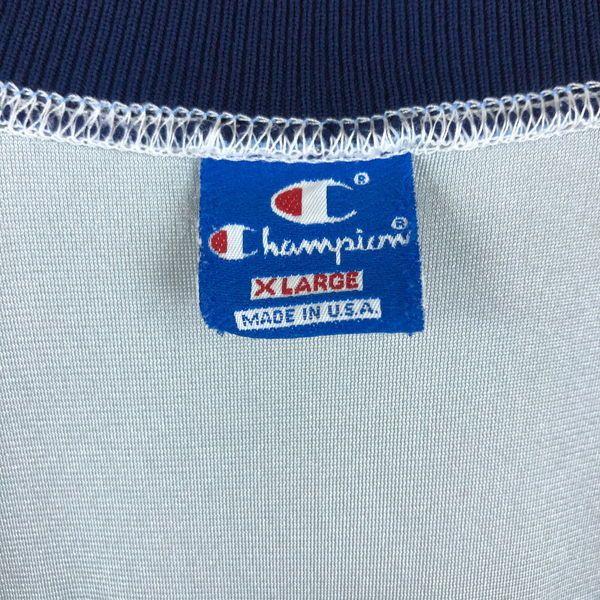 C®
Champion®
X LARGE
MADE IN U.S.A.